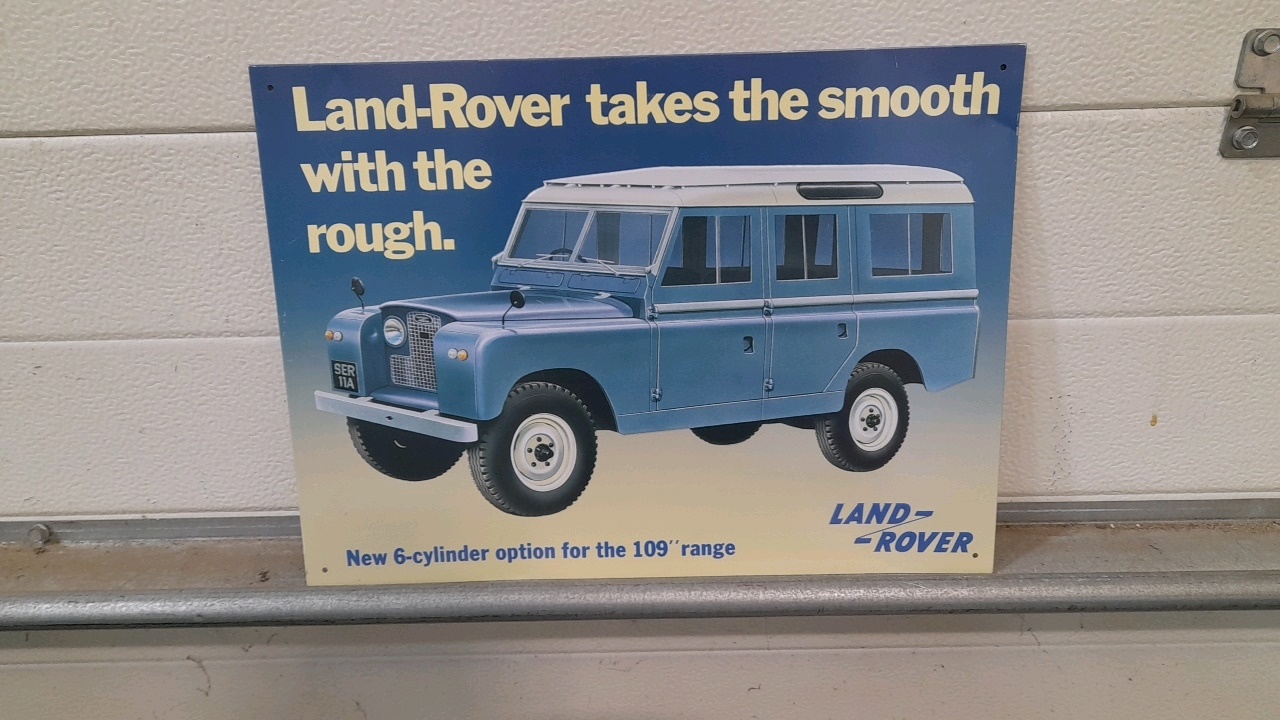 Land-Rover takes the smooth
with the
rough.
SER
11A
New 6-cylinder option for the 109″range
LAND-
ROVER